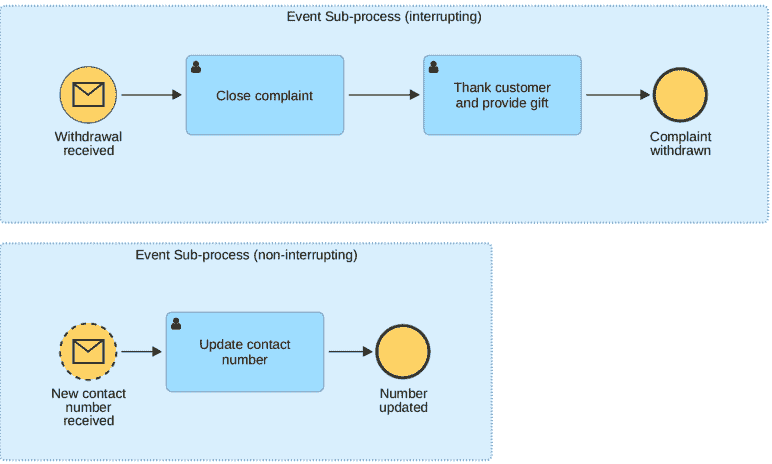 Event Sub-process (interrupting)
Close complaint
Thank customer
and provide gift
Withdrawal
received
Complaint
withdrawn
Event Sub-process (non-interrupting)
Update contact
number
New contact
number
received
Number
updated